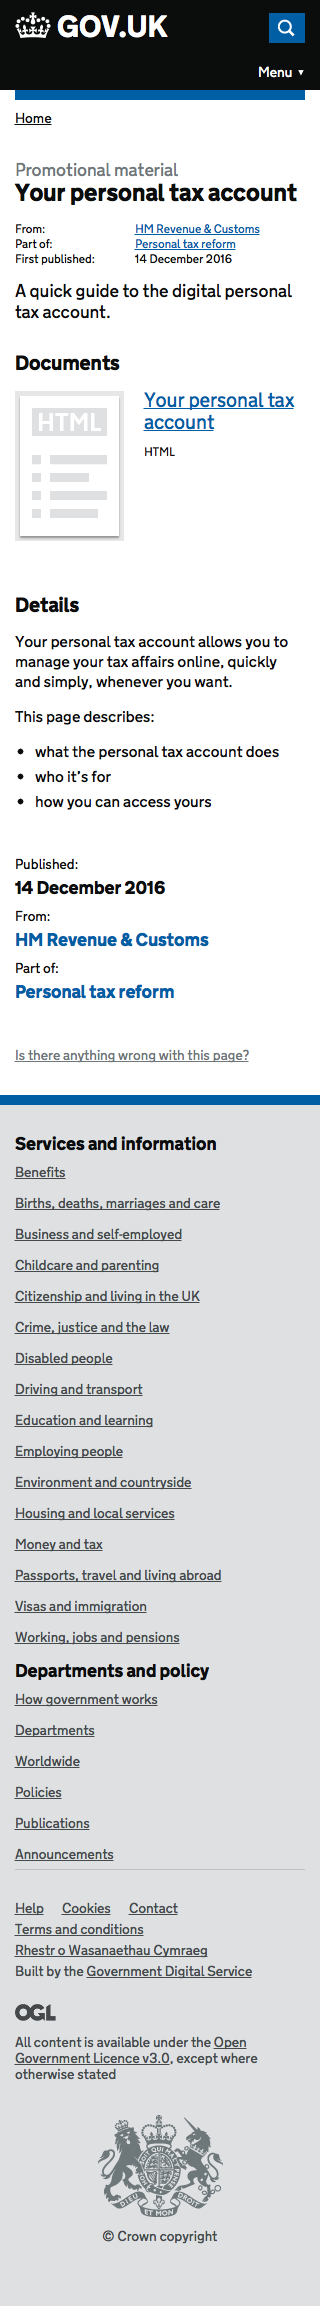 GOV.UK
Menu ▼
Home
Promotional material
Your personal tax account
From: HM Revenue & Customs
Part of: Personal tax reform
First published: 14 December 2016
A quick guide to the digital personal
tax account.
Documents
HTML
Your personal tax
account
HTML
Details
Your personal tax account allows you to
manage your tax affairs online, quickly
and simply, whenever you want.
This page describes:
• what the personal tax account does
• who it’s for
• how you can access yours
Published:
14 December 2016
From:
HM Revenue & Customs
Part of:
Personal tax reform
Is there anything wrong with this page?
Services and information
Benefits
Births, deaths, marriages and care
Business and self-employed
Childcare and parenting
Citizenship and living in the UK
Crime, justice and the law
Disabled people
Driving and transport
Education and learning
Employing people
Environment and countryside
Housing and local services
Money and tax
Passports, travel and living abroad
Visas and immigration
Working, jobs and pensions
Departments and policy
How government works
Departments
Worldwide
Policies
Publications
Announcements
Help Cookies Contact
Terms and conditions
Rhestr o Wasanaethau Cymraeg
Built by the Government Digital Service
OGL
All content is available under the Open
Government Licence v3.0, except where
otherwise stated
DIEU ET MON DROIT
© Crown copyright